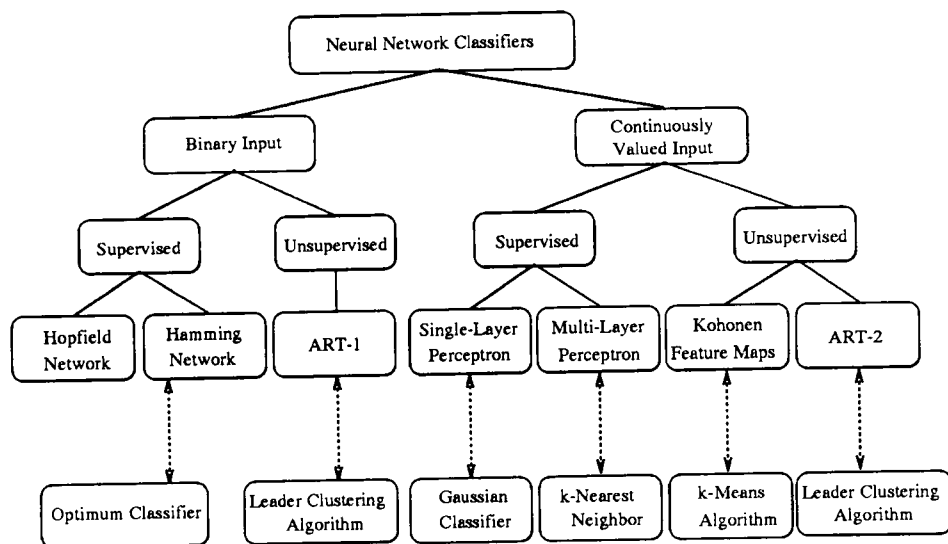 Neural Network Classifiers
Binary Input
Continuously
Valued Input
Supervised
Unsupervised
Supervised
Unsupervised
Hopfield
Network
Hamming
Network
ART-1
Single-Layer
Perceptron
Multi-Layer
Perceptron
Kohonen
Feature Maps
ART-2
Optimum Classifier
Leader Clustering
Algorithm
Gaussian
Classifier
k-Nearest
Neighbor
k-Means
Algorithm
Leader Clustering
Algorithm